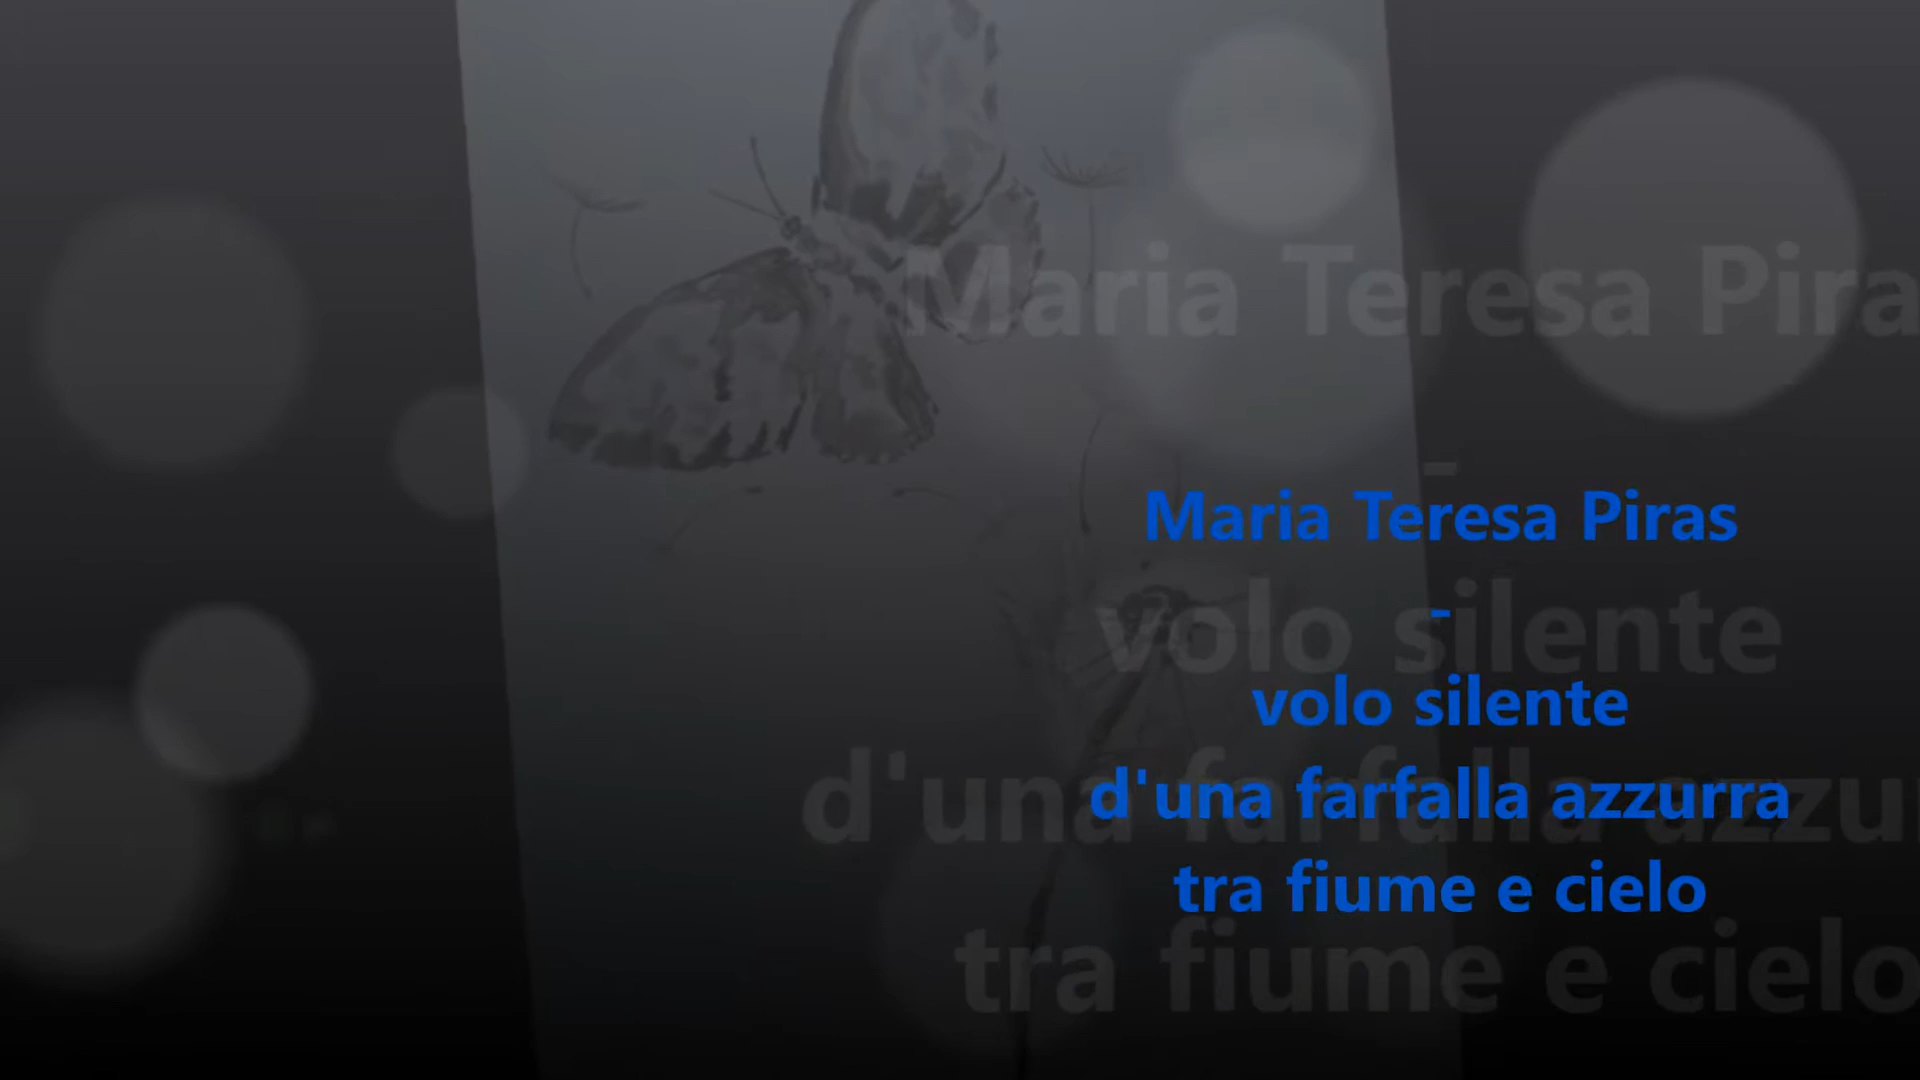 Maria Teresa Piras
-
volo silente
d'una farfalla azzurra
tra fiume e cielo